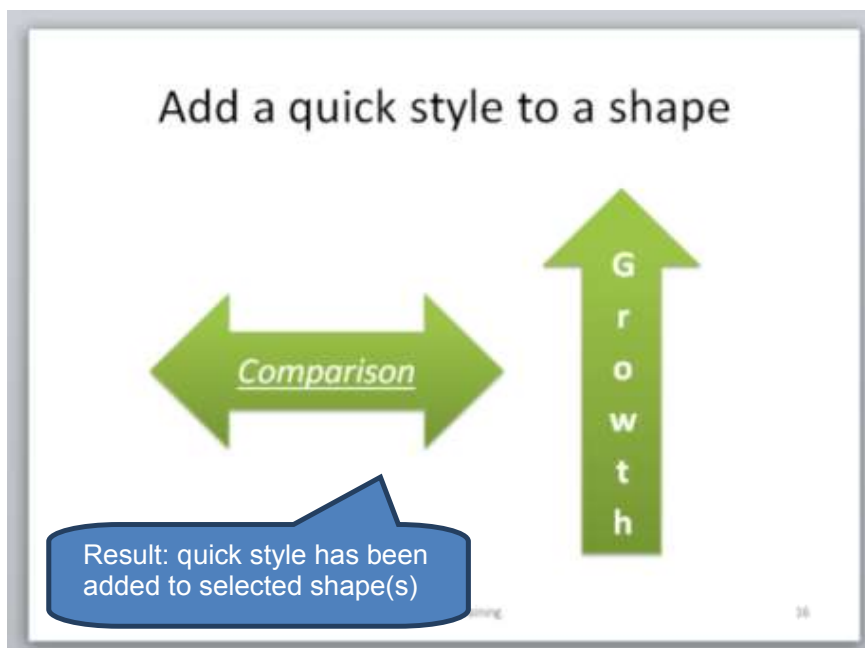 Add a quick style to a shape
Comparison
G
r
o
w
t
h
Result: quick style has been
added to selected shape(s)
16